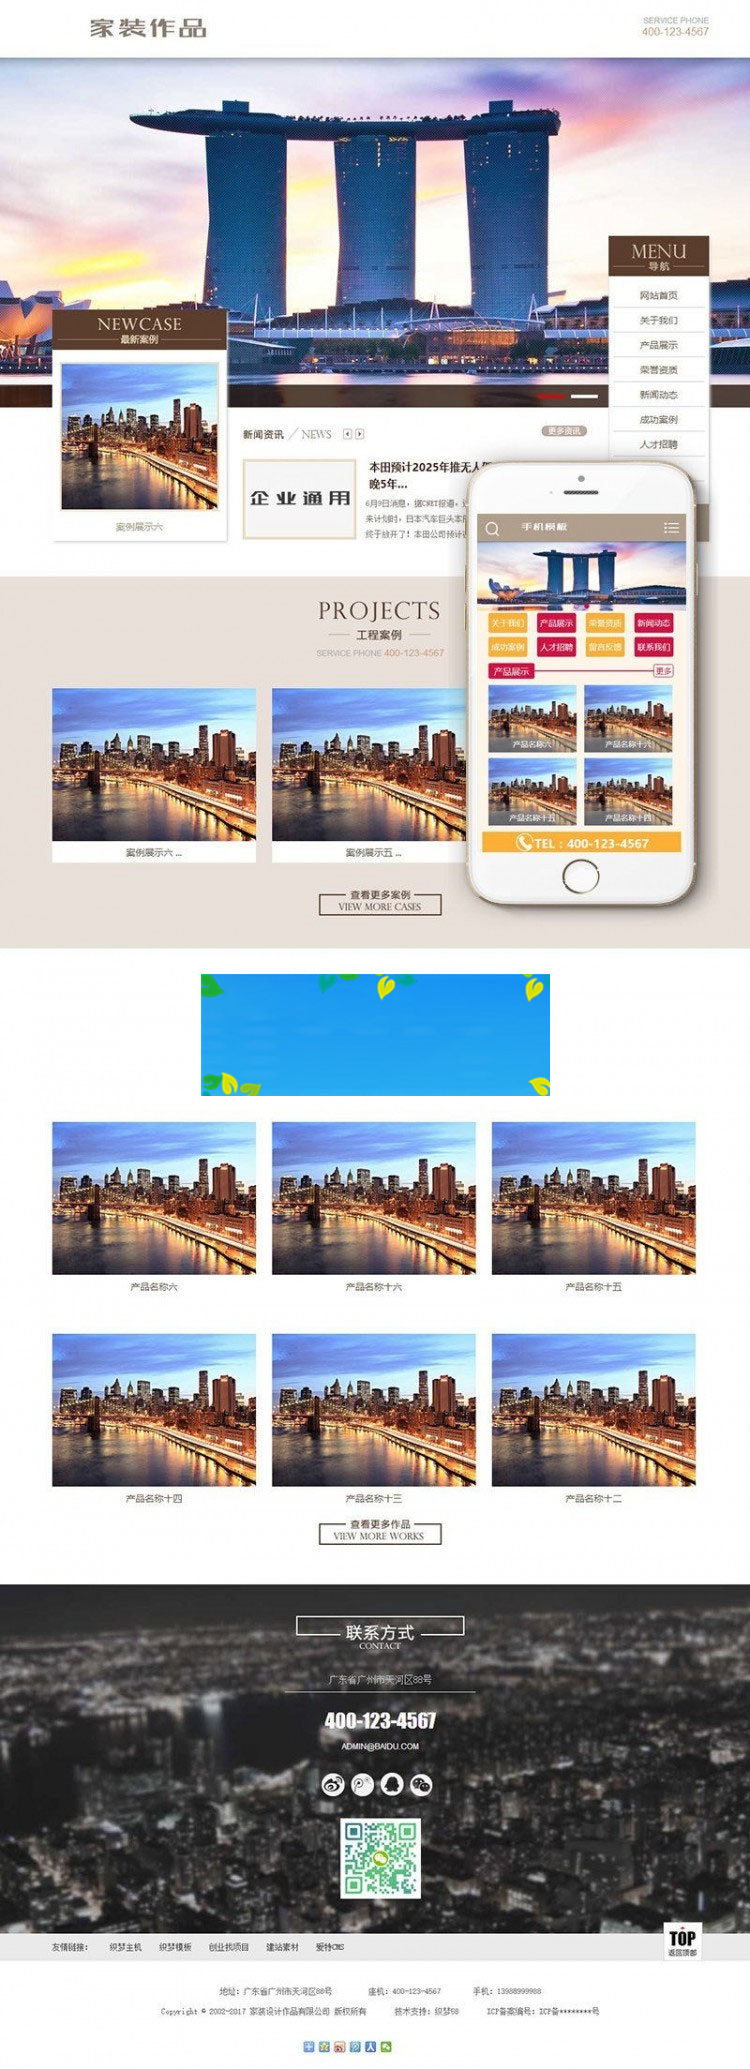 家装作品
SERVICE PHONE
400-123-4567
MENU
导航
网站首页
关于我们
产品展示
荣誉资质
新闻动态
成功案例
人才招聘
NEWCASE
最新案例
案例展示六
新闻资讯 NEWS
更多资讯
企业通用
本田预计2025年推无人
晚5年...
6月9日消息，据CNET报道，
来计划时，日本汽车巨头本
终于放开了！本田公司预计
手机模板
关于我们 产品展示 荣誉资质 新闻动态
成功案例 人才招聘 留言反馈 联系我们
产品展示 更多
产品名称六 产品名称十六
产品名称十五 产品名称十四
TEL：400-123-4567
PROJECTS
工程案例
SERVICE PHONE 400-123-4567
案例展示六 ... 案例展示五 ...
查看更多案例
VIEW MORE CASES
产品名称六 产品名称十六 产品名称十五
产品名称十四 产品名称十三 产品名称十二
查看更多作品
VIEW MORE WORKS
联系方式
CONTACT
广东省广州市天河区88号
400-123-4567
ADMIN@BAIDU.COM
友情链接： 织梦主机 织梦模板 创业找项目 建站素材 爱特CMS
TOP
返回顶部
地址：广东省广州市天河区88号 座机：400-123-4567 手机：13988999988
Copyright © 2002-2017 家装设计作品有限公司 版权所有 技术支持：织梦58 ICP备案编号：ICP备********号